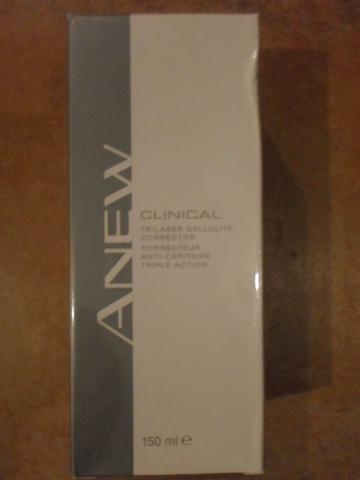 ANEW
CLINICAL
TRILASER CELLULITE
CORRECTOR
CORRECTEUR
ANTI-CAPITONS
TRIPLE ACTION
150 ml ℮